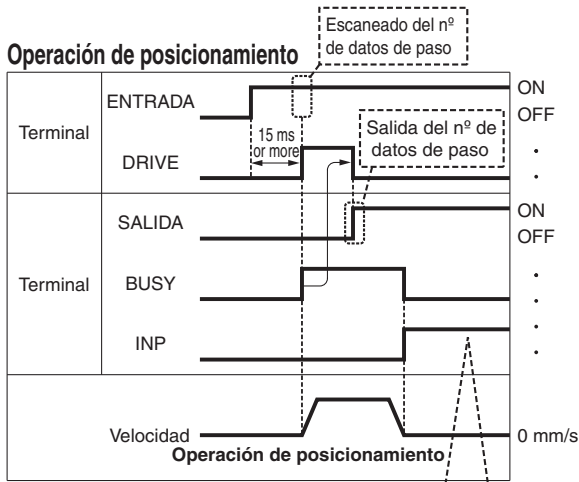 Escaneado del nº
de datos de paso
Operación de posicionamiento
Terminal
ENTRADA
ON
OFF
15 ms
or more
Salida del nº de
datos de paso
DRIVE
Terminal
SALIDA
ON
OFF
BUSY
INP
Velocidad
0 mm/s
Operación de posicionamiento